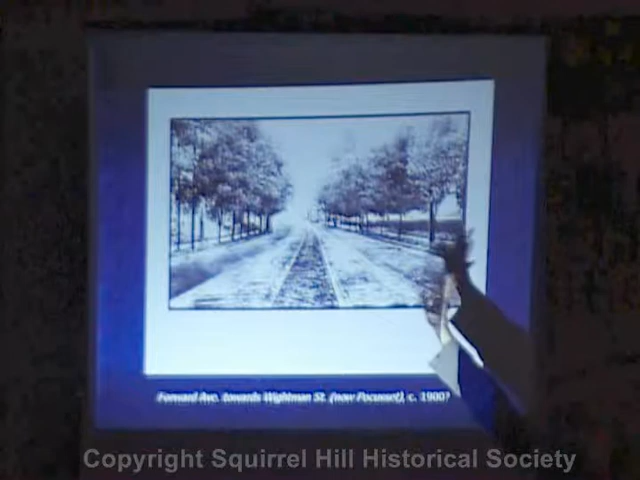 Forward Ave. towards Wightman St. (now Pocusset), c. 1900?
Copyright Squirrel Hill Historical Society